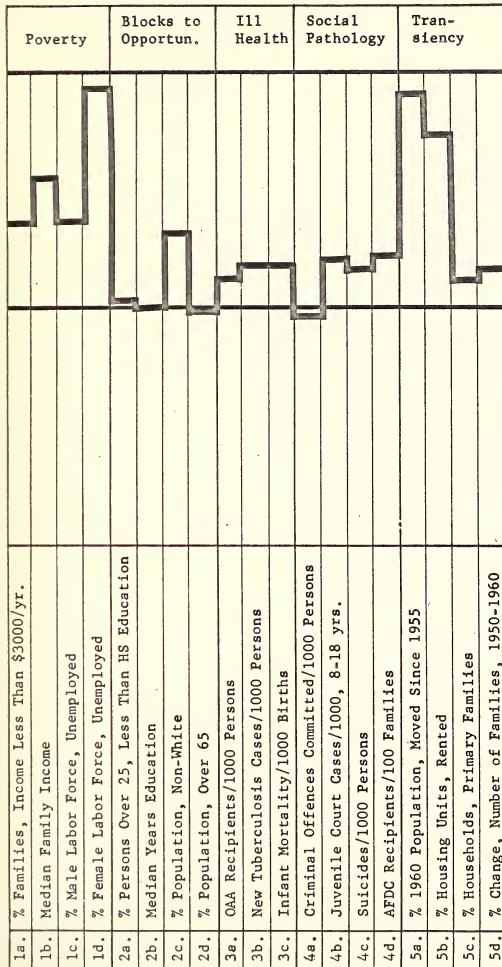 Poverty
Blocks to
Opportun.
Ill
Health
Social
Pathology
Tran-
siency
1a. % Families, Income Less Than $3000/yr.
1b. Median Family Income
1c. % Male Labor Force, Unemployed
1d. % Female Labor Force, Unemployed
2a. % Persons Over 25, Less Than HS Education
2b. Median Years Education
2c. % Population, Non-White
2d. % Population, Over 65
3a. OAA Recipients/1000 Persons
3b. New Tuberculosis Cases/1000 Persons
3c. Infant Mortality/1000 Births
4a. Criminal Offences Committed/1000 Persons
4b. Juvenile Court Cases/1000, 8-18 yrs.
4c. Suicides/1000 Persons
4d. AFDC Recipients/100 Families
5a. % 1960 Population, Moved Since 1955
5b. % Housing Units, Rented
5c. % Households, Primary Families
5d. % Change, Number of Families, 1950-1960